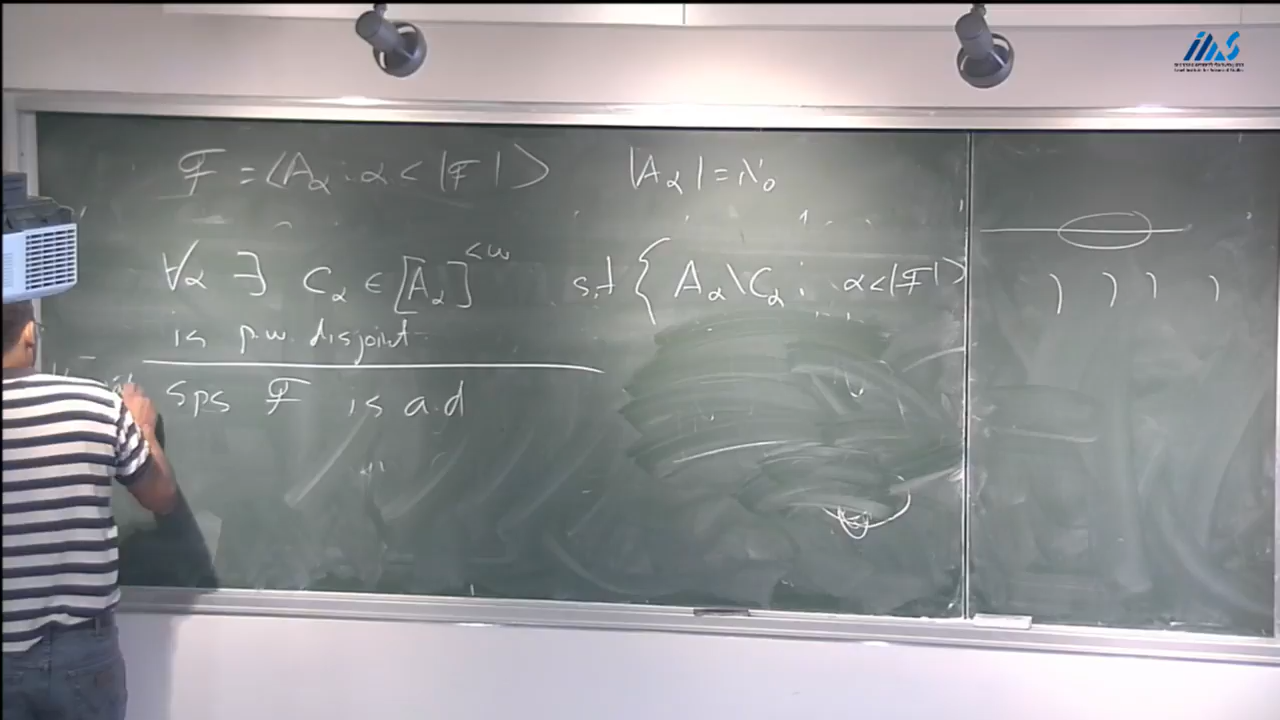 𝓕 = ⟨A_α : α < |𝓕|⟩ |A_α| = ℵ₀
∀α ∃ C_α ∈ [A_α]^{<ω} s.t { A_α \ C_α : α<|𝓕| }
is p.w. disjoint
sps 𝓕 is a.d